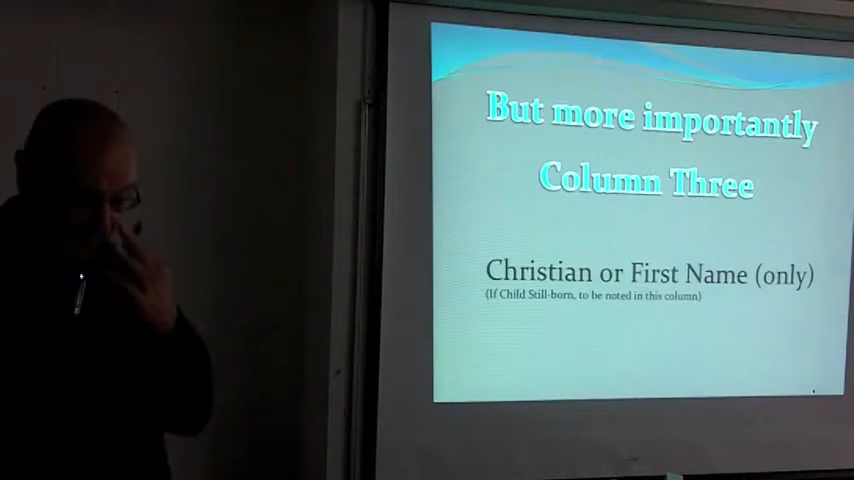 But more importantly
Column Three
Christian or First Name (only)
(If Child Still-born, to be noted in this column)